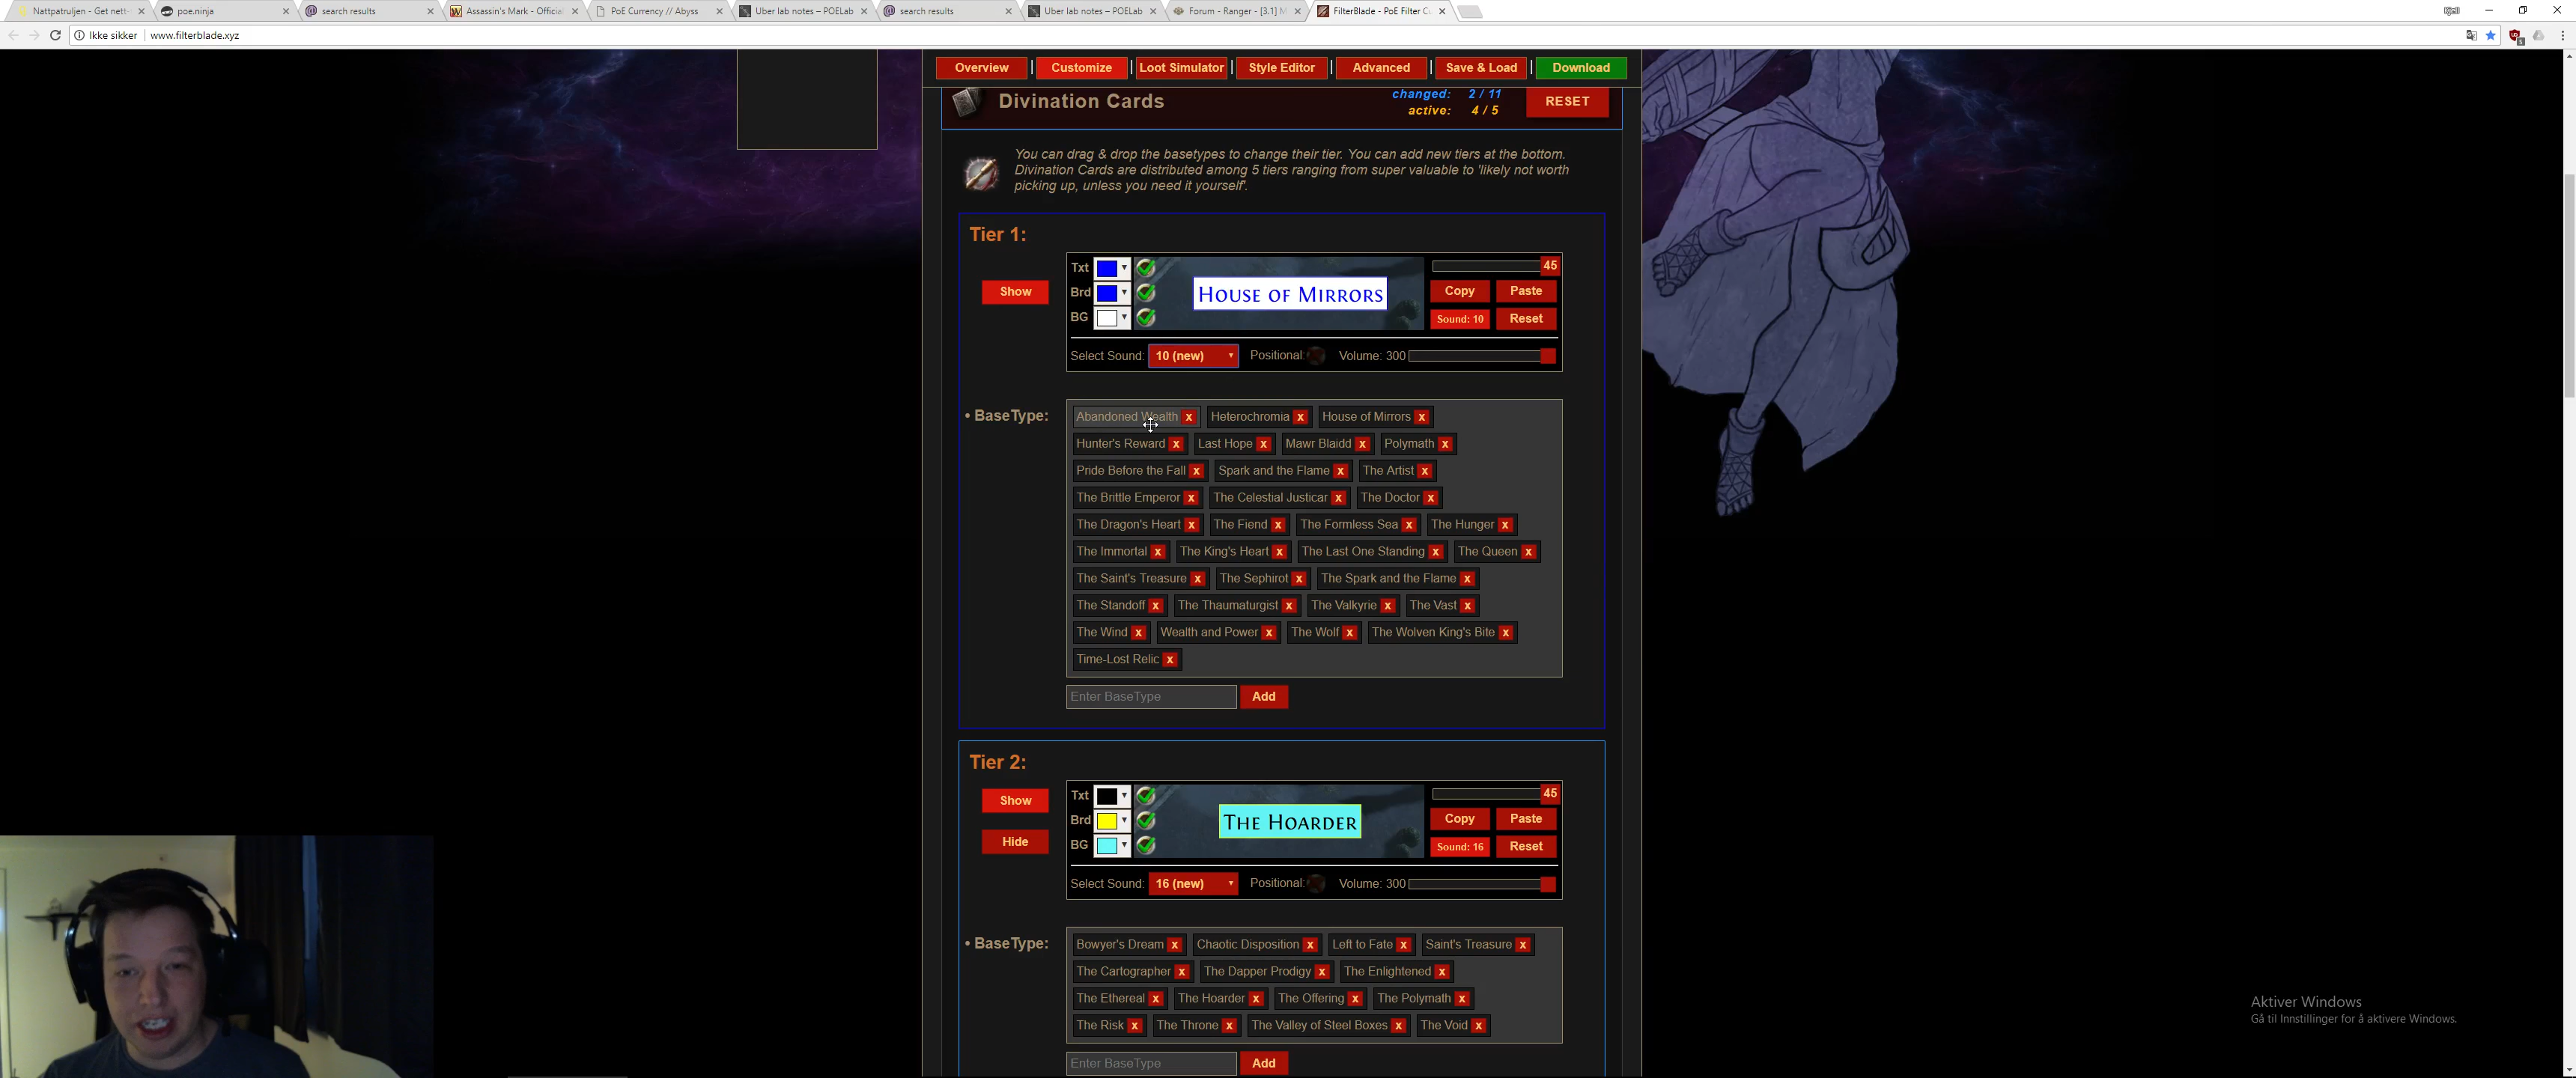 Nattpatruljen - Get nett-
poe.ninja
search results
Assassin's Mark - Official
PoE Currency // Abyss
Uber lab notes – POELab
search results
Uber lab notes – POELab
Forum - Ranger - [3.1] M
FilterBlade - PoE Filter Cu
Ikke sikker www.filterblade.xyz
Overview | Customize | Loot Simulator | Style Editor | Advanced | Save & Load | Download
Divination Cards
changed: 2 / 11
active: 4 / 5
RESET
You can drag & drop the basetypes to change their tier. You can add new tiers at the bottom.
Divination Cards are distributed among 5 tiers ranging from super valuable to 'likely not worth
picking up, unless you need it yourself'.
Tier 1:
Show
Txt
Brd
BG
House of Mirrors
45
Copy Paste
Sound: 10 Reset
Select Sound: 10 (new) Positional: Volume: 300
• BaseType:
Abandoned Wealth x Heterochromia x House of Mirrors x
Hunter's Reward x Last Hope x Mawr Blaidd x Polymath x
Pride Before the Fall x Spark and the Flame x The Artist x
The Brittle Emperor x The Celestial Justicar x The Doctor x
The Dragon's Heart x The Fiend x The Formless Sea x The Hunger x
The Immortal x The King's Heart x The Last One Standing x The Queen x
The Saint's Treasure x The Sephirot x The Spark and the Flame x
The Standoff x The Thaumaturgist x The Valkyrie x The Vast x
The Wind x Wealth and Power x The Wolf x The Wolven King's Bite x
Time-Lost Relic x
Enter BaseType Add
Tier 2:
Show
Hide
Txt
Brd
BG
The Hoarder
45
Copy Paste
Sound: 16 Reset
Select Sound: 16 (new) Positional: Volume: 300
• BaseType:
Bowyer's Dream x Chaotic Disposition x Left to Fate x Saint's Treasure x
The Cartographer x The Dapper Prodigy x The Enlightened x
The Ethereal x The Hoarder x The Offering x The Polymath x
The Risk x The Throne x The Valley of Steel Boxes x The Void x
Enter BaseType Add
Aktiver Windows
Gå til Innstillinger for å aktivere Windows.